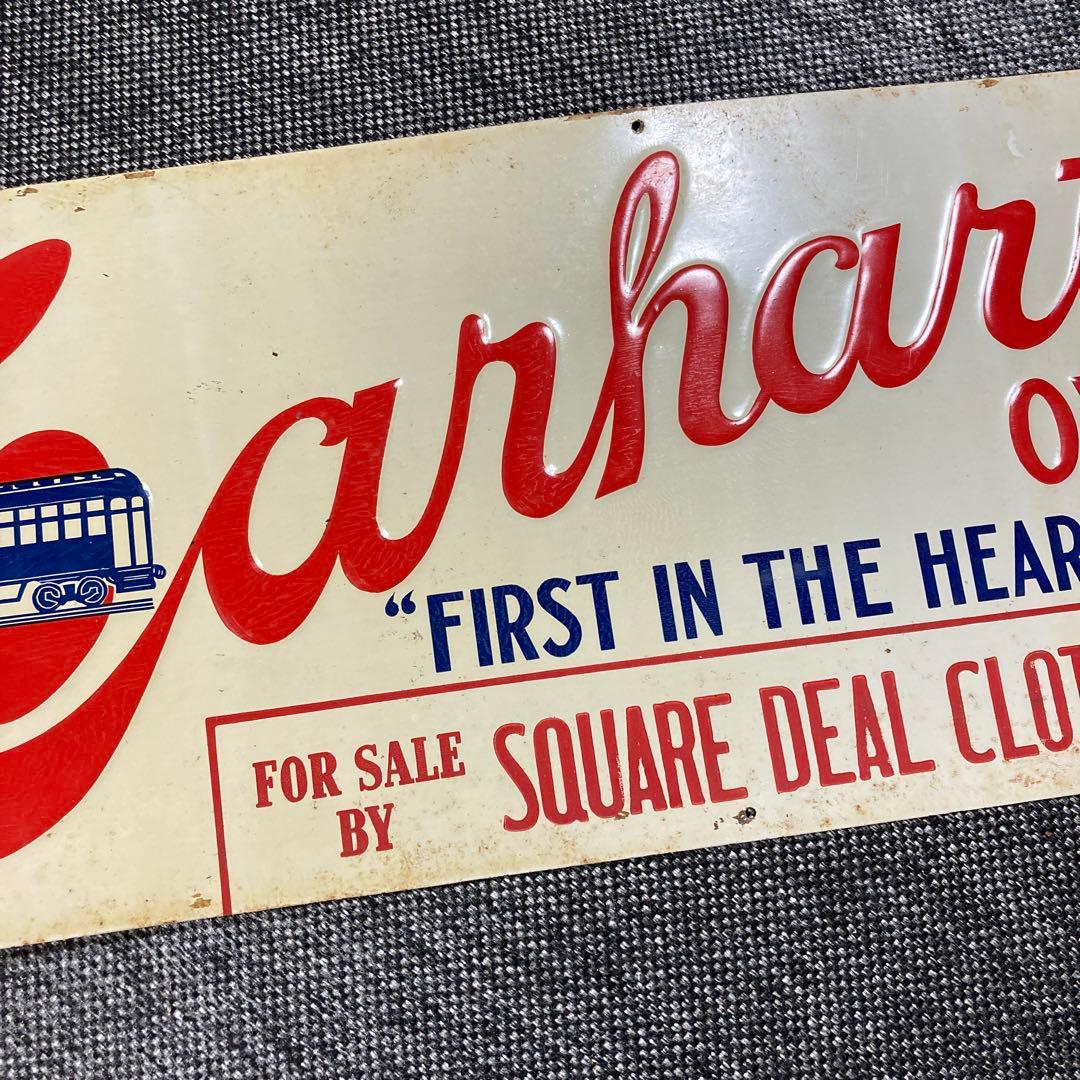 Carhart
"FIRST IN THE HEAR
FOR SALE
BY
SQUARE DEAL CLOT